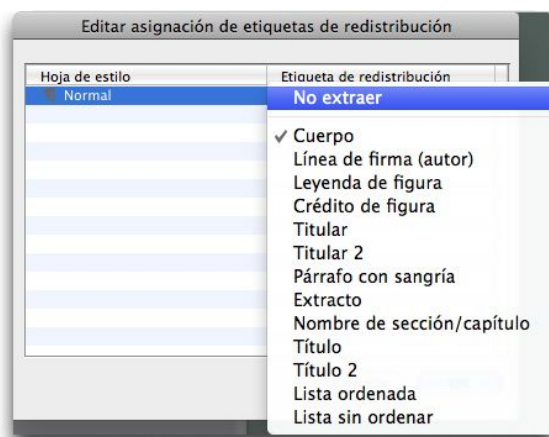 Editar asignación de etiquetas de redistribución
Hoja de estilo Etiqueta de redistribución
Normal No extraer
Cuerpo
Línea de firma (autor)
Leyenda de figura
Crédito de figura
Titular
Titular 2
Párrafo con sangría
Extracto
Nombre de sección/capítulo
Título
Título 2
Lista ordenada
Lista sin ordenar